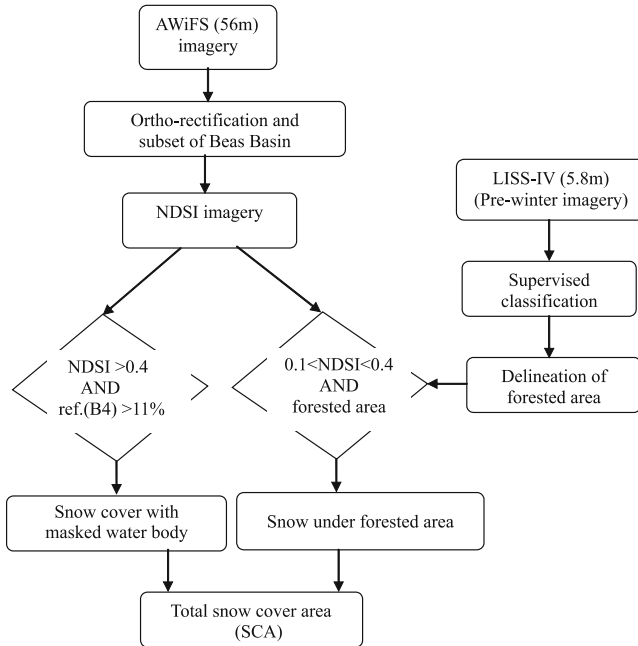 AWiFS (56m)
imagery
Ortho-rectification and
subset of Beas Basin
NDSI imagery
LISS-IV (5.8m)
(Pre-winter imagery)
Supervised
classification
Delineation of
forested area
NDSI >0.4
AND
ref.(B4) >11%
0.1<NDSI<0.4
AND
forested area
Snow cover with
masked water body
Snow under forested area
Total snow cover area
(SCA)